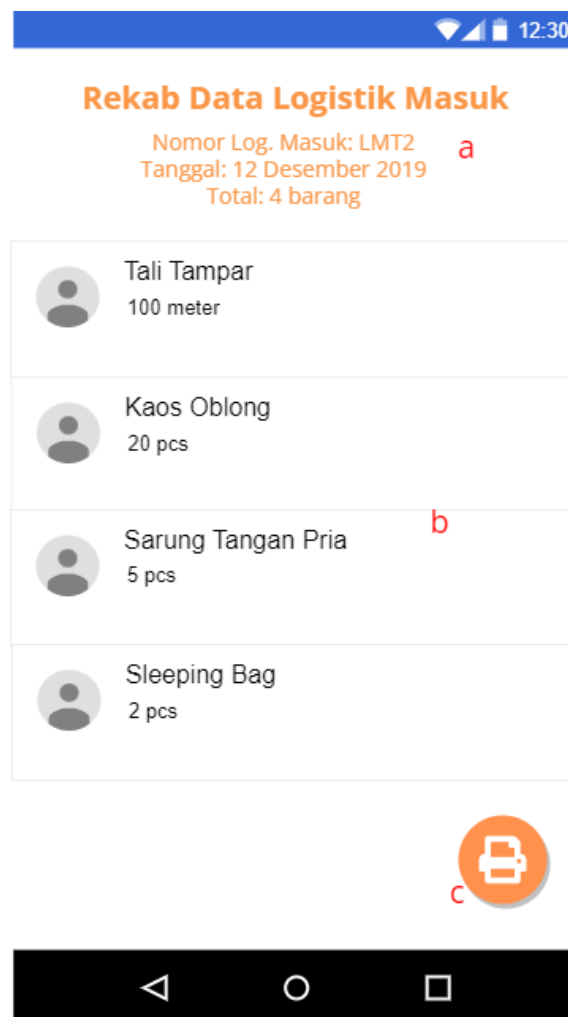 12:30
Rekab Data Logistik Masuk
Nomor Log. Masuk: LMT2
a
Tanggal: 12 Desember 2019
Total: 4 barang
Tali Tampar
100 meter
Kaos Oblong
20 pcs
b
Sarung Tangan Pria
5 pcs
Sleeping Bag
2 pcs
c